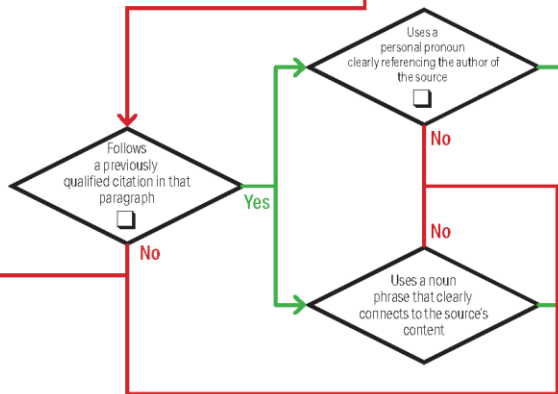 Uses a
personal pronoun
clearly referencing the author of
the source
No
Follows
a previously
qualified citation in that
paragraph
Yes
No
No
Uses a noun
phrase that clearly
connects to the source's
content